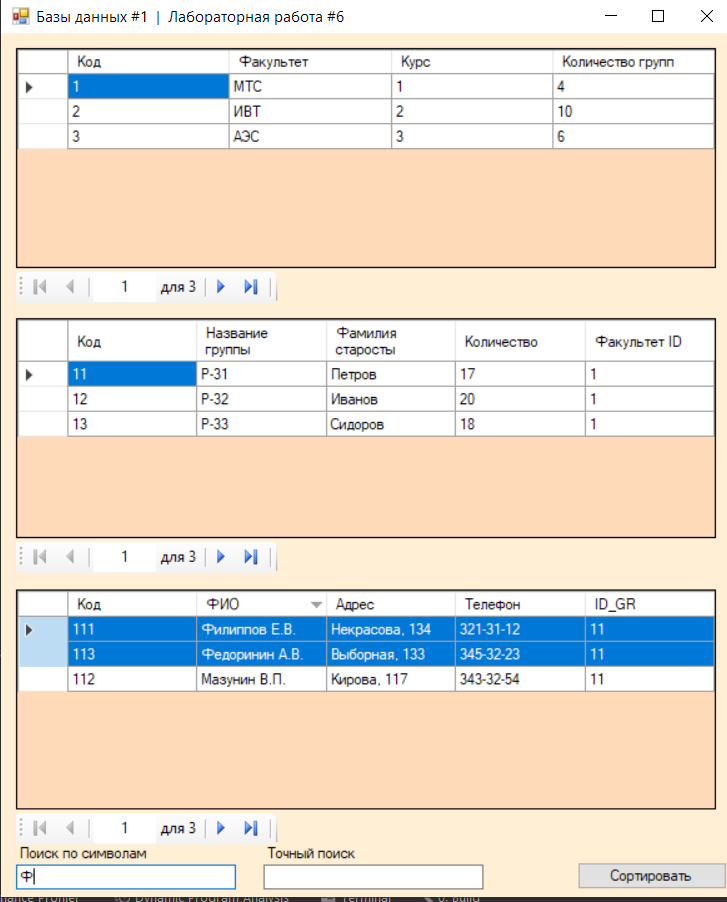 Базы данных #1 | Лабораторная работа #6
Код Факультет Курс Количество групп
1 МТС 1 4
2 ИВТ 2 10
3 АЭС 3 6
1 для 3
Код Название группы Фамилия старосты Количество Факультет ID
11 Р-31 Петров 17 1
12 Р-32 Иванов 20 1
13 Р-33 Сидоров 18 1
1 для 3
Код ФИО Адрес Телефон ID_GR
111 Филиппов Е.В. Некрасова, 134 321-31-12 11
113 Федоринин А.В. Выборная, 133 345-32-23 11
112 Мазунин В.П. Кирова, 117 343-32-54 11
1 для 3
Поиск по символам Точный поиск
Ф Сортировать